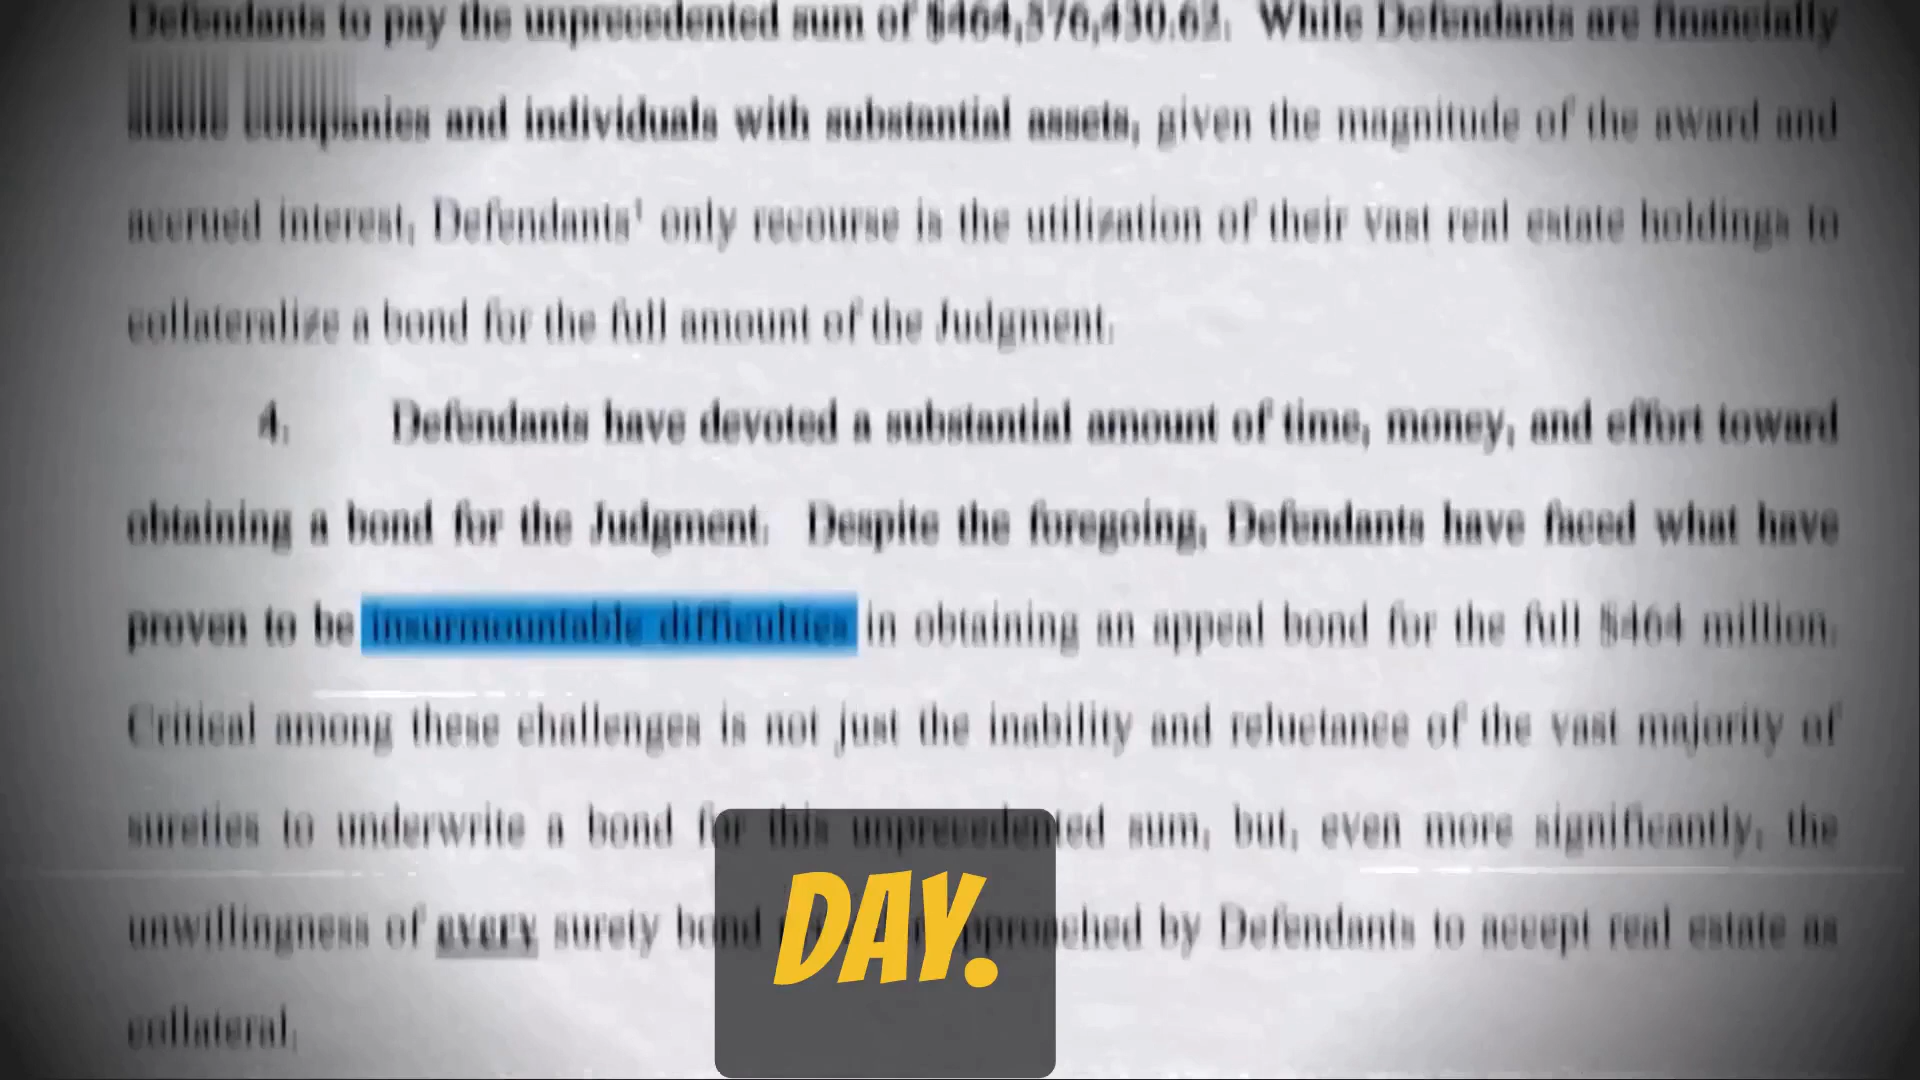 Defendants to pay the unprecedented sum of $464,576,430.62. While Defendants are financially
stable companies and individuals with substantial assets, given the magnitude of the award and
accrued interest, Defendants' only recourse is the utilization of their vast real estate holdings to
collateralize a bond for the full amount of the Judgment.
4. Defendants have devoted a substantial amount of time, money, and effort toward
obtaining a bond for the Judgment. Despite the foregoing, Defendants have faced what have
proven to be insurmountable difficulties in obtaining an appeal bond for the full $464 million.
Critical among these challenges is not just the inability and reluctance of the vast majority of
sureties to underwrite a bond for this unprecedented sum, but, even more significantly, the
unwillingness of every surety bond approached by Defendants to accept real estate as
collateral.
DAY.